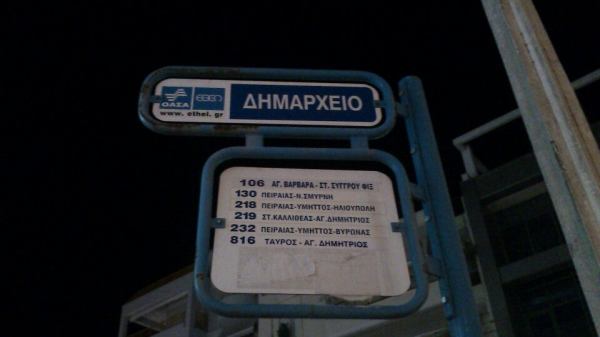 ΟΑΣΑ
www.ethel.gr
ΔΗΜΑΡΧΕΙΟ
106 ΑΓ. ΒΑΡΒΑΡΑ - ΣΤ. ΣΥΓΓΡΟΥ ΦΙΞ
130 ΠΕΙΡΑΙΑΣ-Ν.ΣΜΥΡΝΗ
218 ΠΕΙΡΑΙΑΣ-ΥΜΗΤΤΟΣ-ΗΛΙΟΥΠΟΛΗ
219 ΣΤ.ΚΑΛΛΙΘΕΑΣ-ΑΓ.ΔΗΜΗΤΡΙΟΣ
232 ΠΕΙΡΑΙΑΣ-ΥΜΗΤΤΟΣ-ΒΥΡΩΝΑΣ
816 ΤΑΥΡΟΣ - ΑΓ. ΔΗΜΗΤΡΙΟΣ